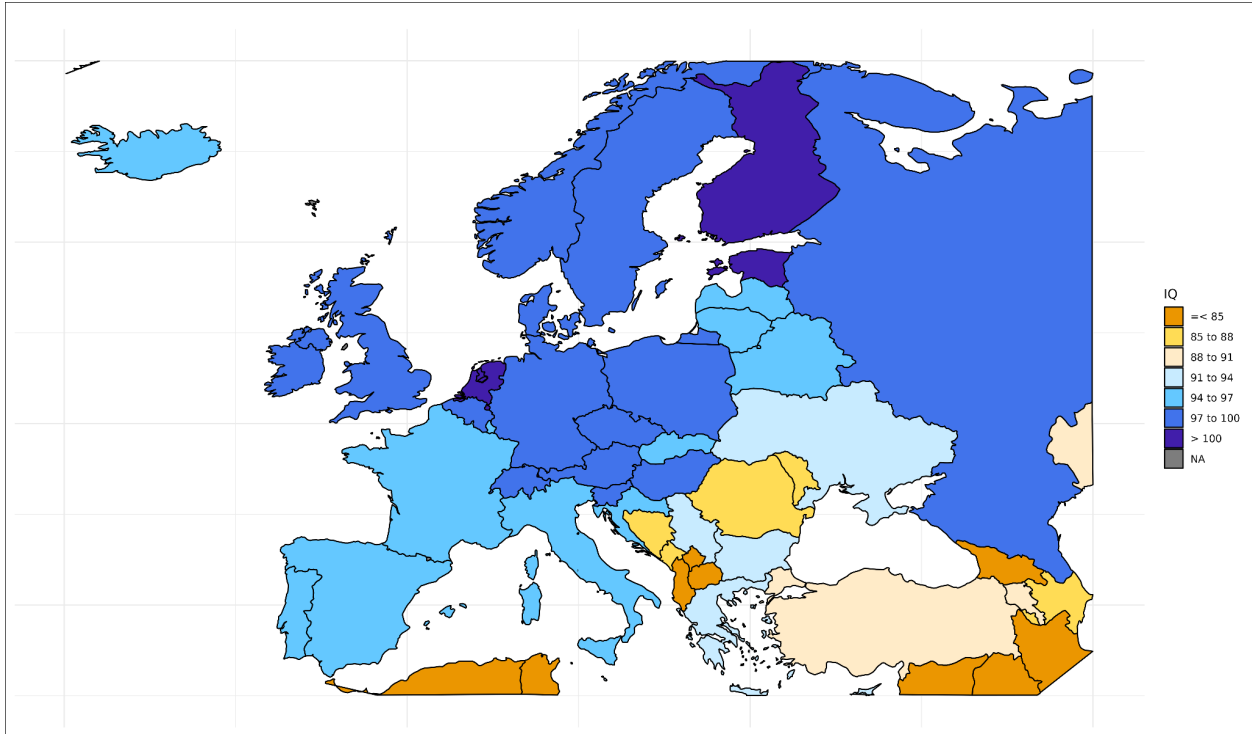 IQ
=< 85
85 to 88
88 to 91
91 to 94
94 to 97
97 to 100
> 100
NA